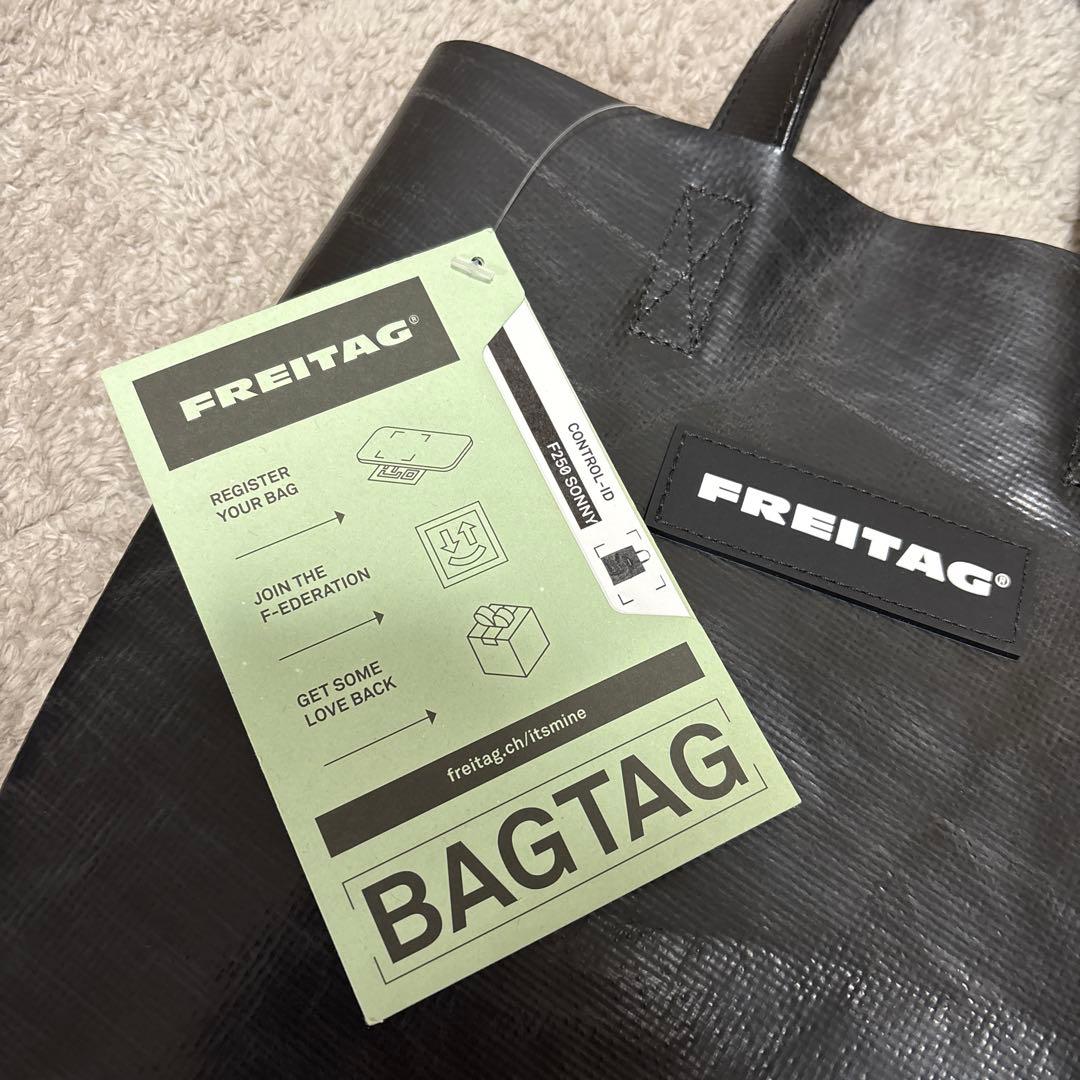 FREITAG®
REGISTER
YOUR BAG
JOIN THE
F-EDERATION
GET SOME
LOVE BACK
CONTROL-ID
F250 SONNY
freitag.ch/itsmine
BAGTAG
FREITAG®